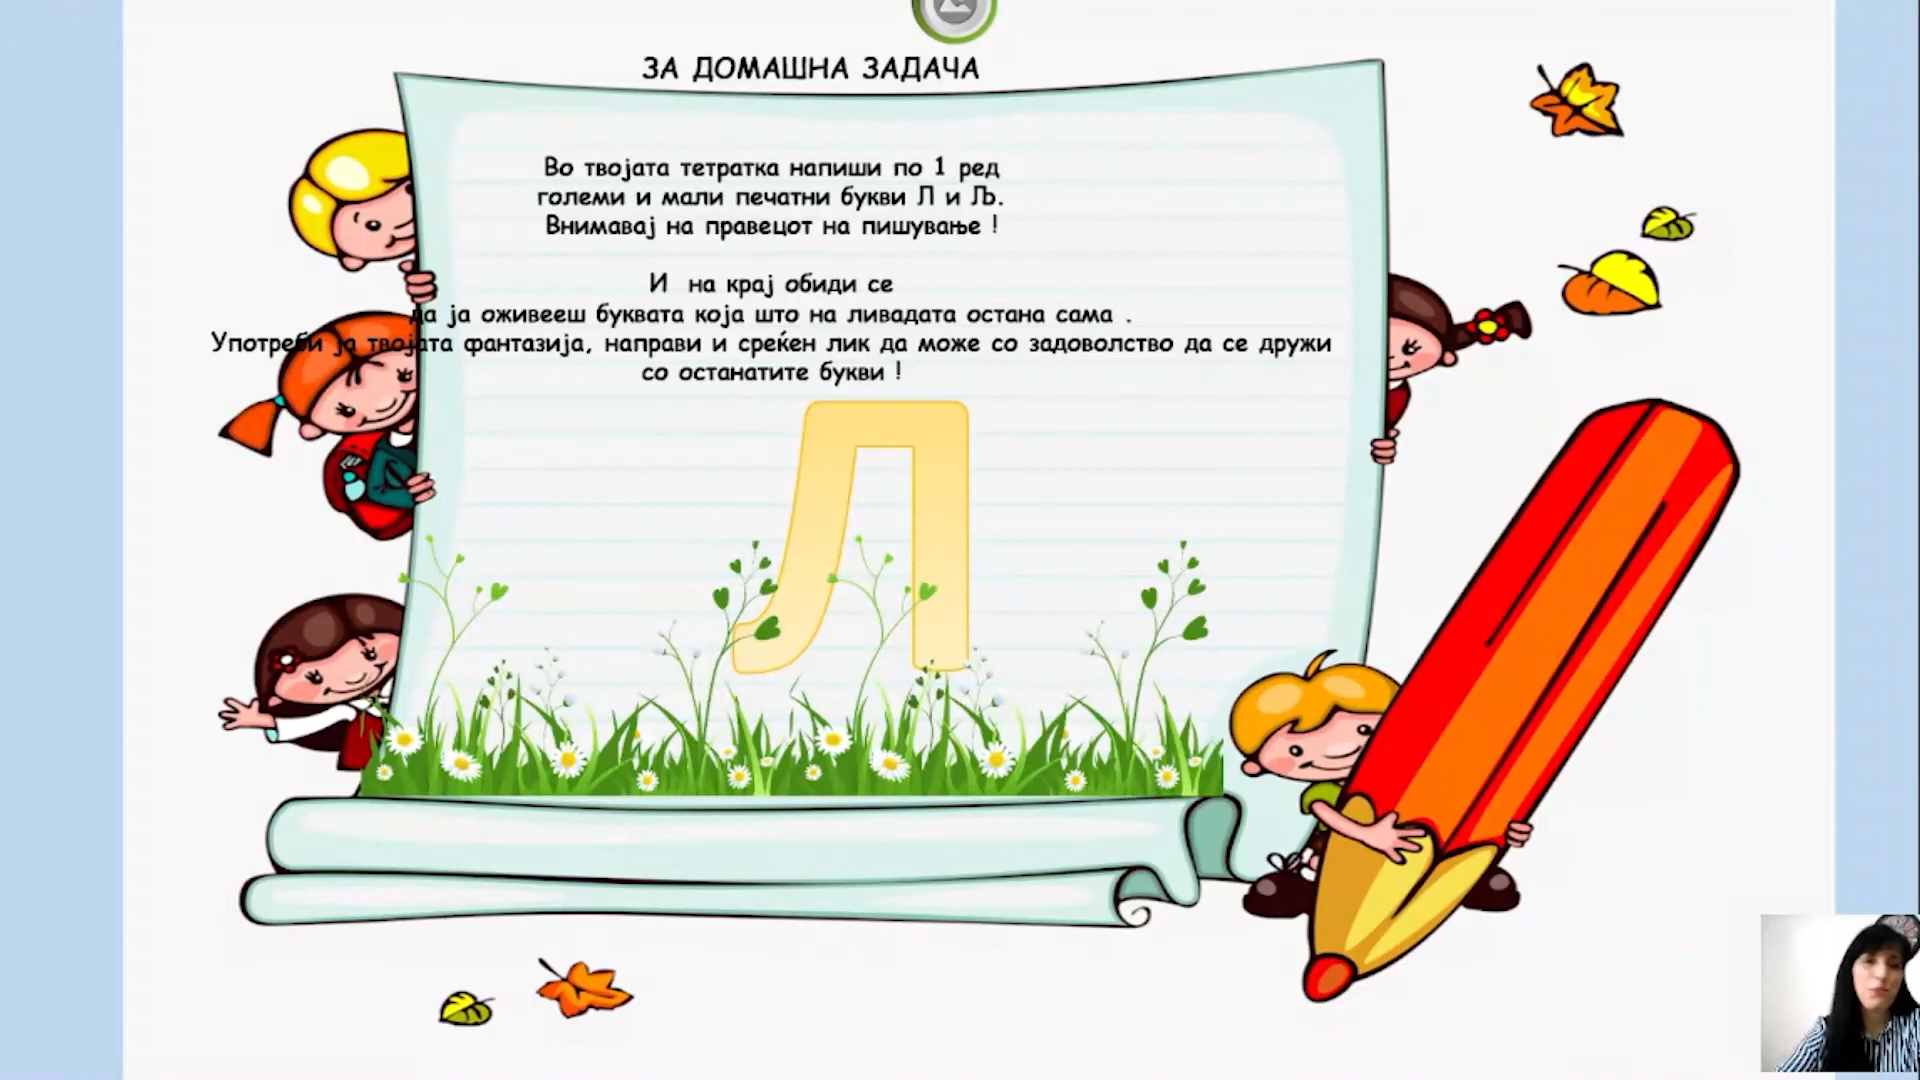 ЗА ДОМАШНА ЗАДАЧА
Во твојата тетратка напиши по 1 ред
големи и мали печатни букви Л и Љ.
Внимавај на правецот на пишување !
И на крај обиди се
да ја оживееш буквата која што на ливадата остана сама .
Употреби ја твојата фантазија, направи и среќен лик да може со задоволство да се дружи
со останатите букви !
Л